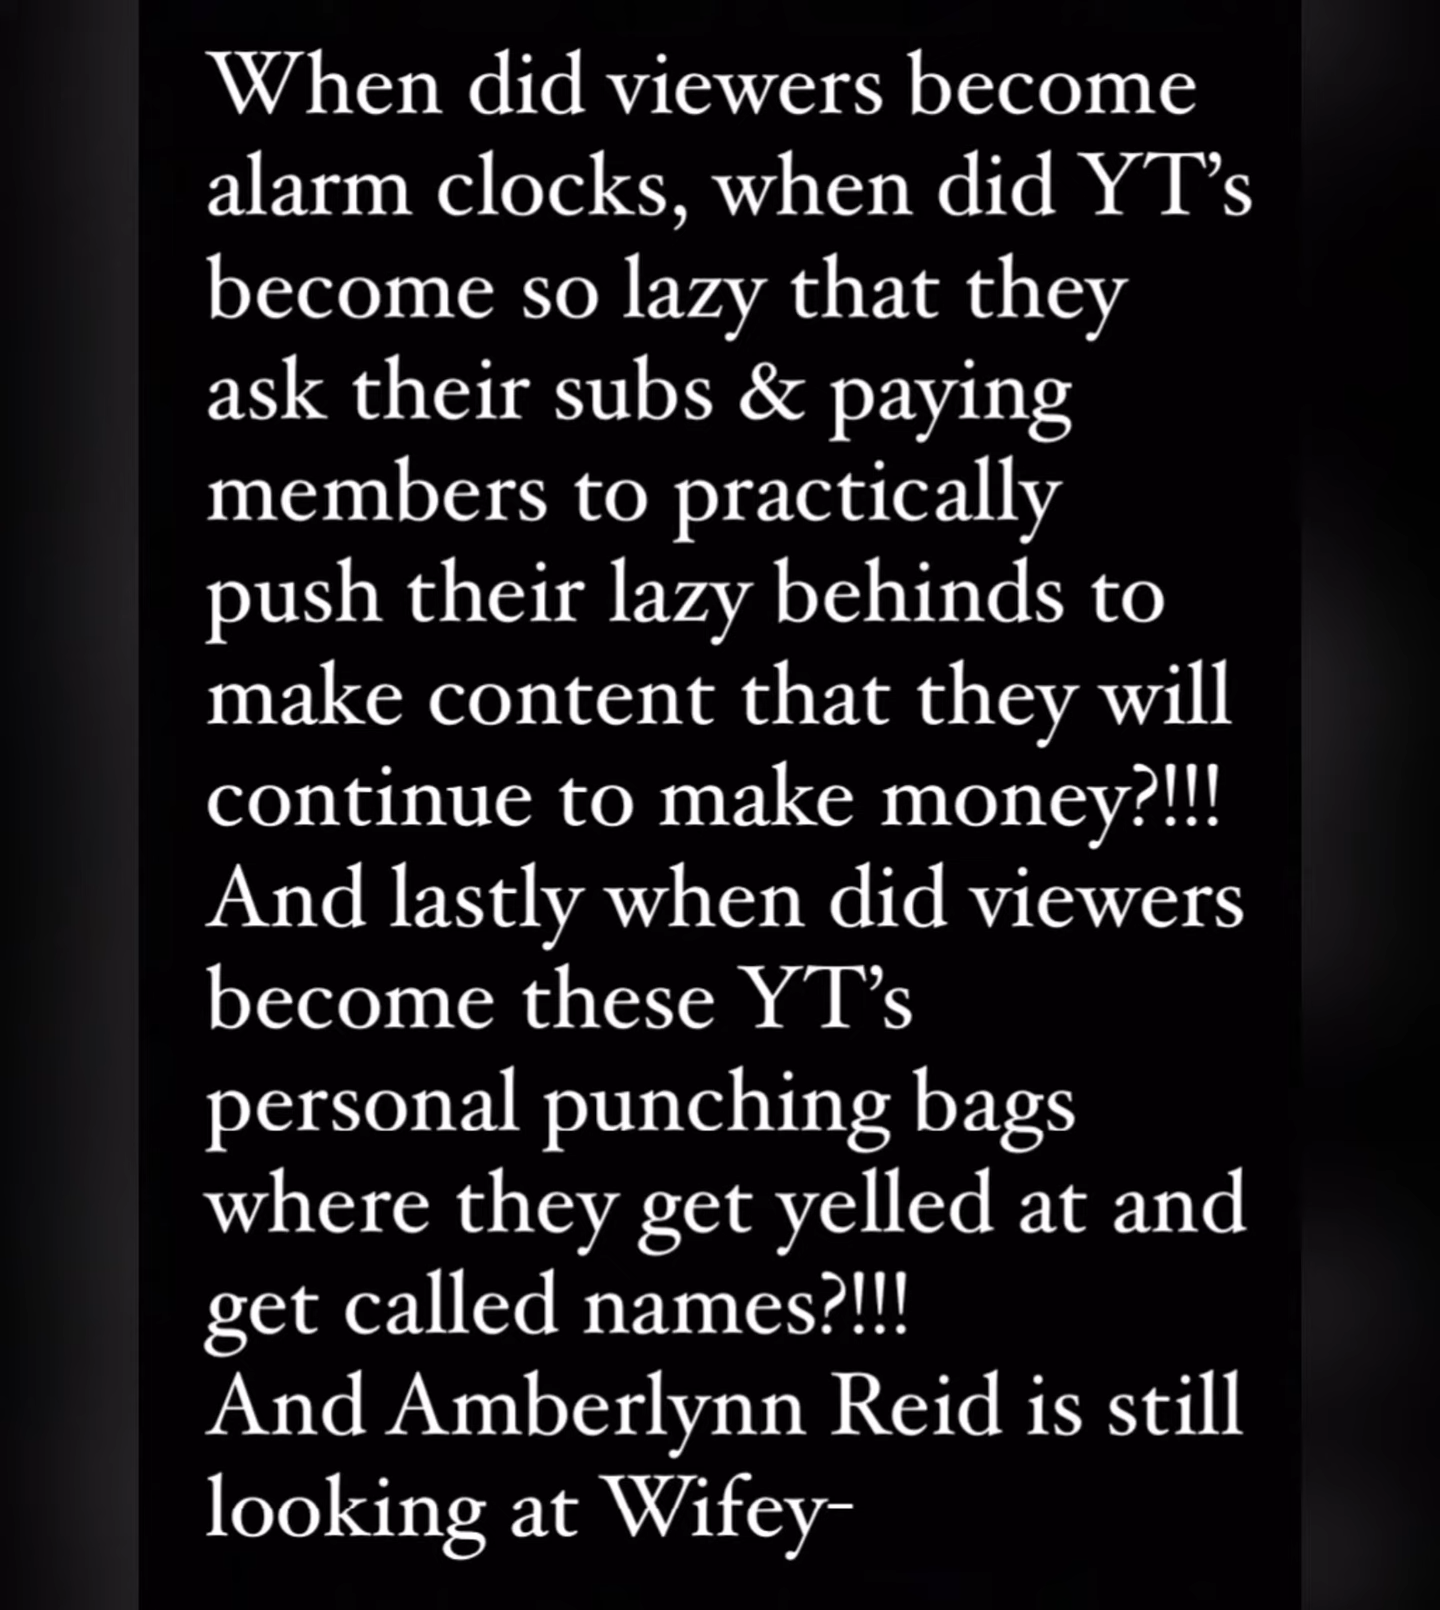 When did viewers become
alarm clocks, when did YT’s
become so lazy that they
ask their subs & paying
members to practically
push their lazy behinds to
make content that they will
continue to make money?!!!
And lastly when did viewers
become these YT’s
personal punching bags
where they get yelled at and
get called names?!!!
And Amberlynn Reid is still
looking at Wifey-